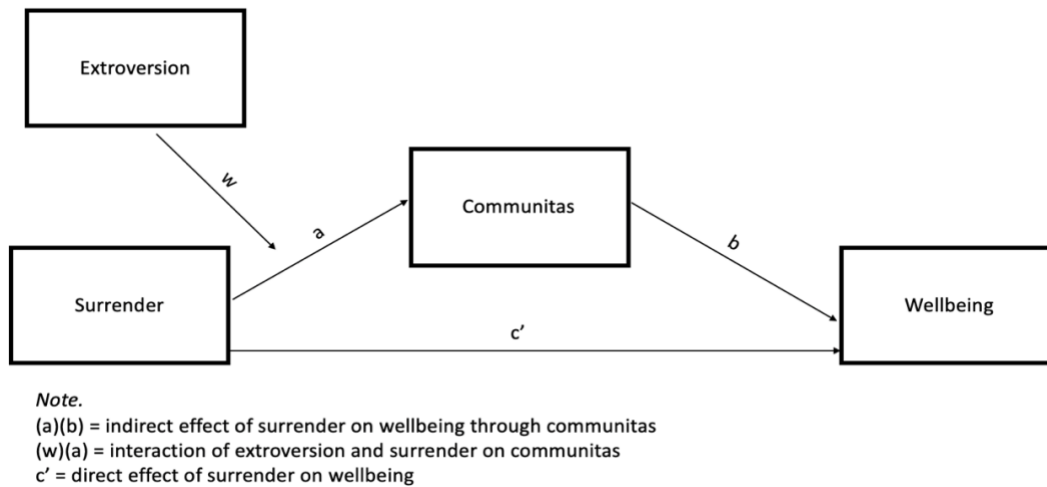 Extroversion
w
Communitas
a
b
Surrender
Wellbeing
c’
Note.
(a)(b) = indirect effect of surrender on wellbeing through communitas
(w)(a) = interaction of extroversion and surrender on communitas
c’ = direct effect of surrender on wellbeing